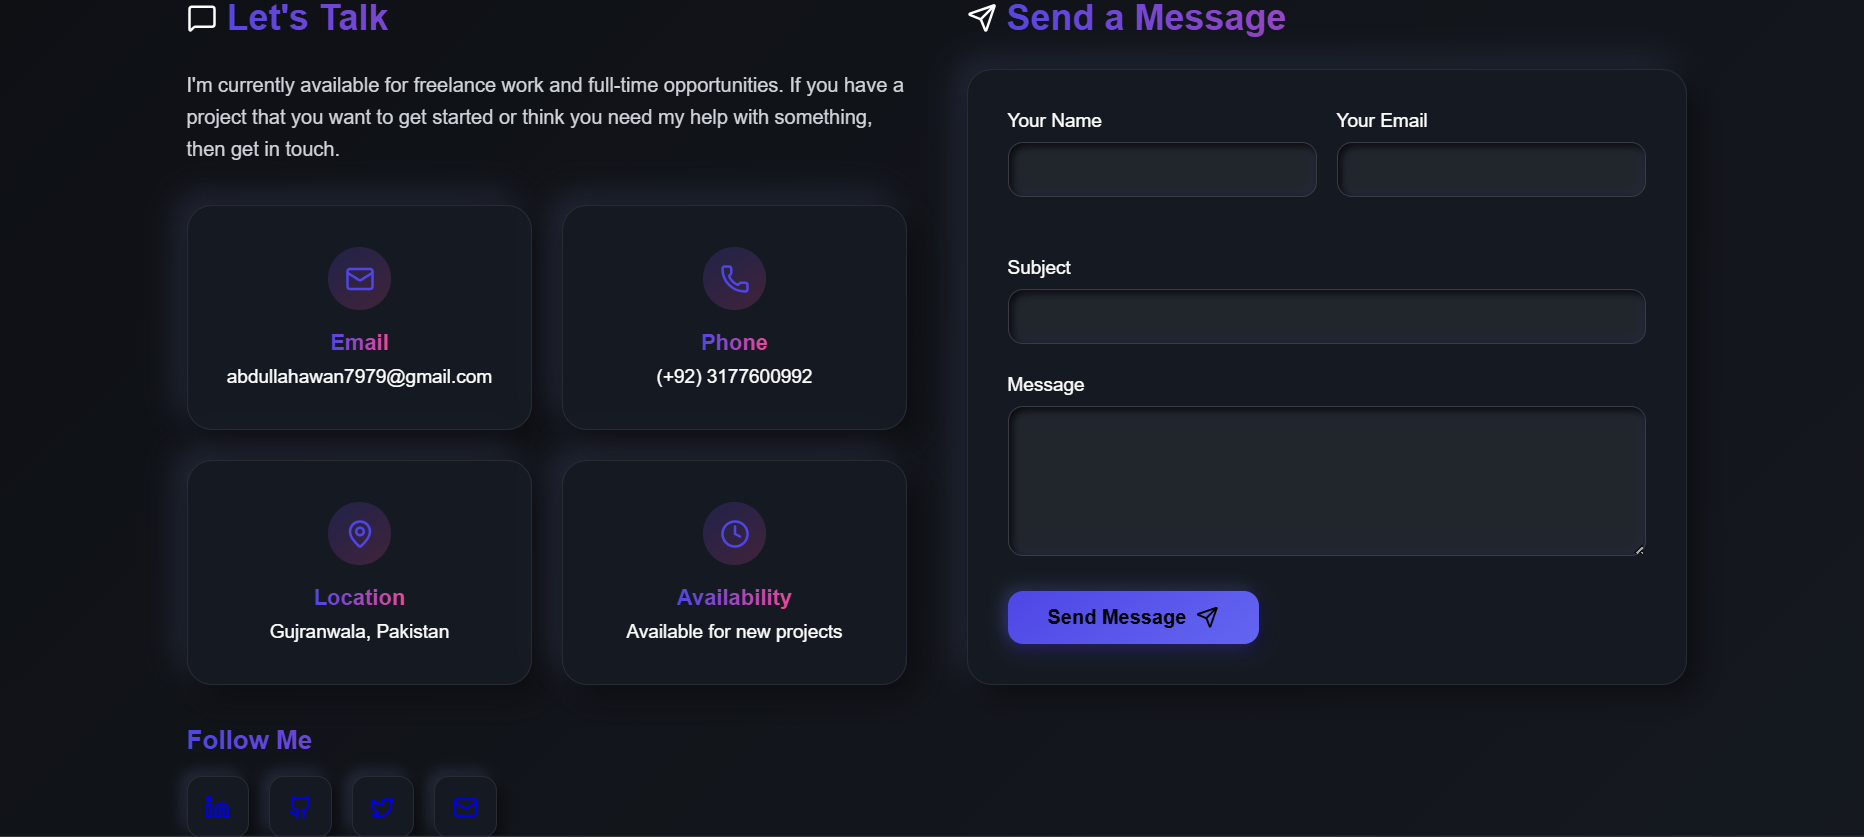 Let's Talk
I'm currently available for freelance work and full-time opportunities. If you have a
project that you want to get started or think you need my help with something,
then get in touch.
Email
abdullahawan7979@gmail.com
Phone
(+92) 3177600992
Location
Gujranwala, Pakistan
Availability
Available for new projects
Follow Me
Send a Message
Your Name
Your Email
Subject
Message
Send Message